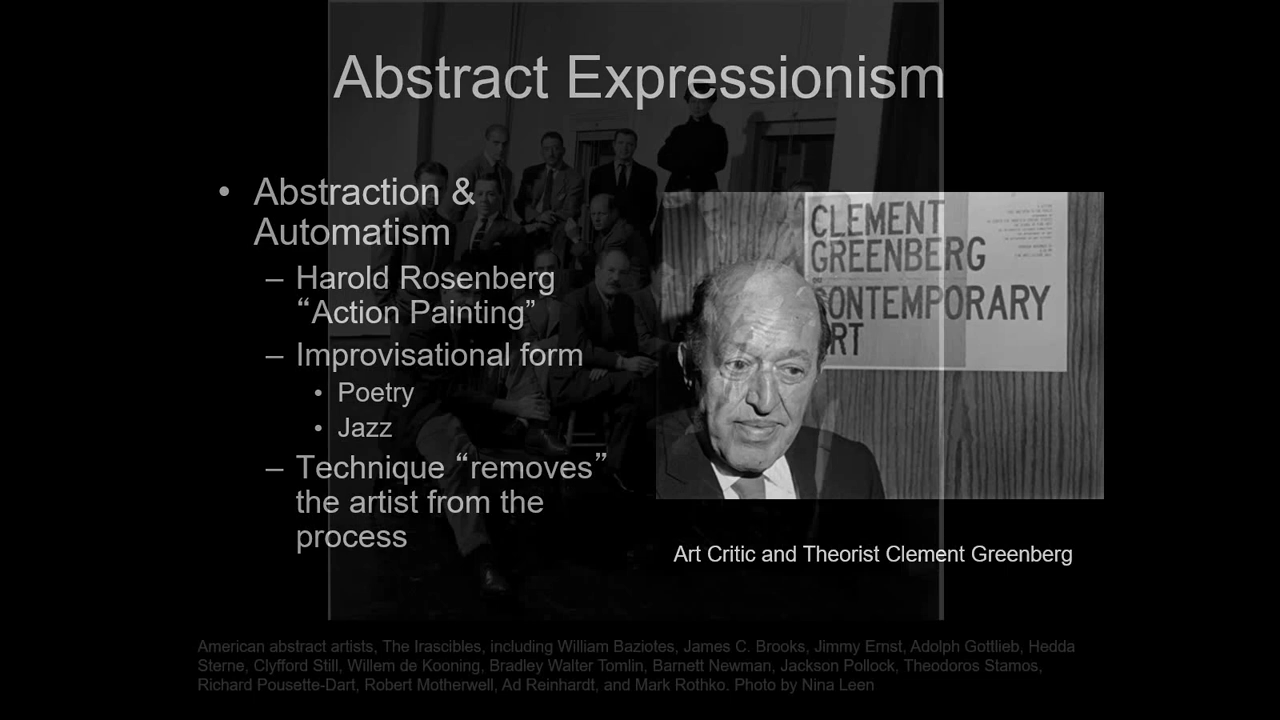 Abstract Expressionism
• Abstraction &
Automatism
– Harold Rosenberg
“Action Painting”
– Improvisational form
• Poetry
• Jazz
– Technique “removes”
the artist from the
process
CLEMENT
GREENBERG
CONTEMPORARY
ART
Art Critic and Theorist Clement Greenberg
American abstract artists, The Irascibles, including William Baziotes, James C. Brooks, Jimmy Ernst, Adolph Gottlieb, Hedda
Sterne, Clyfford Still, Willem de Kooning, Bradley Walter Tomlin, Barnett Newman, Jackson Pollock, Theodoros Stamos,
Richard Pousette-Dart, Robert Motherwell, Ad Reinhardt, and Mark Rothko. Photo by Nina Leen